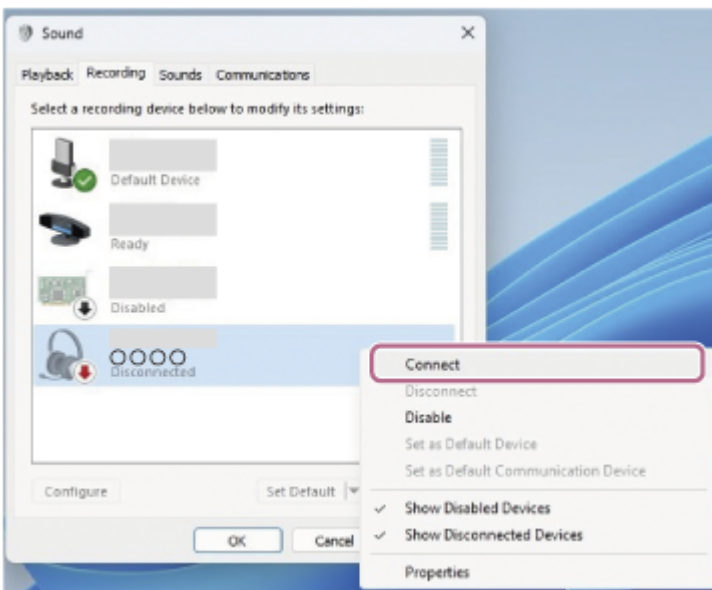 Sound
Playback Recording Sounds Communications
Select a recording device below to modify its settings:
Default Device
Ready
Disabled
○○○○
Disconnected
Configure Set Default
OK Cancel
Connect
Disconnect
Disable
Set as Default Device
Set as Default Communication Device
Show Disabled Devices
Show Disconnected Devices
Properties